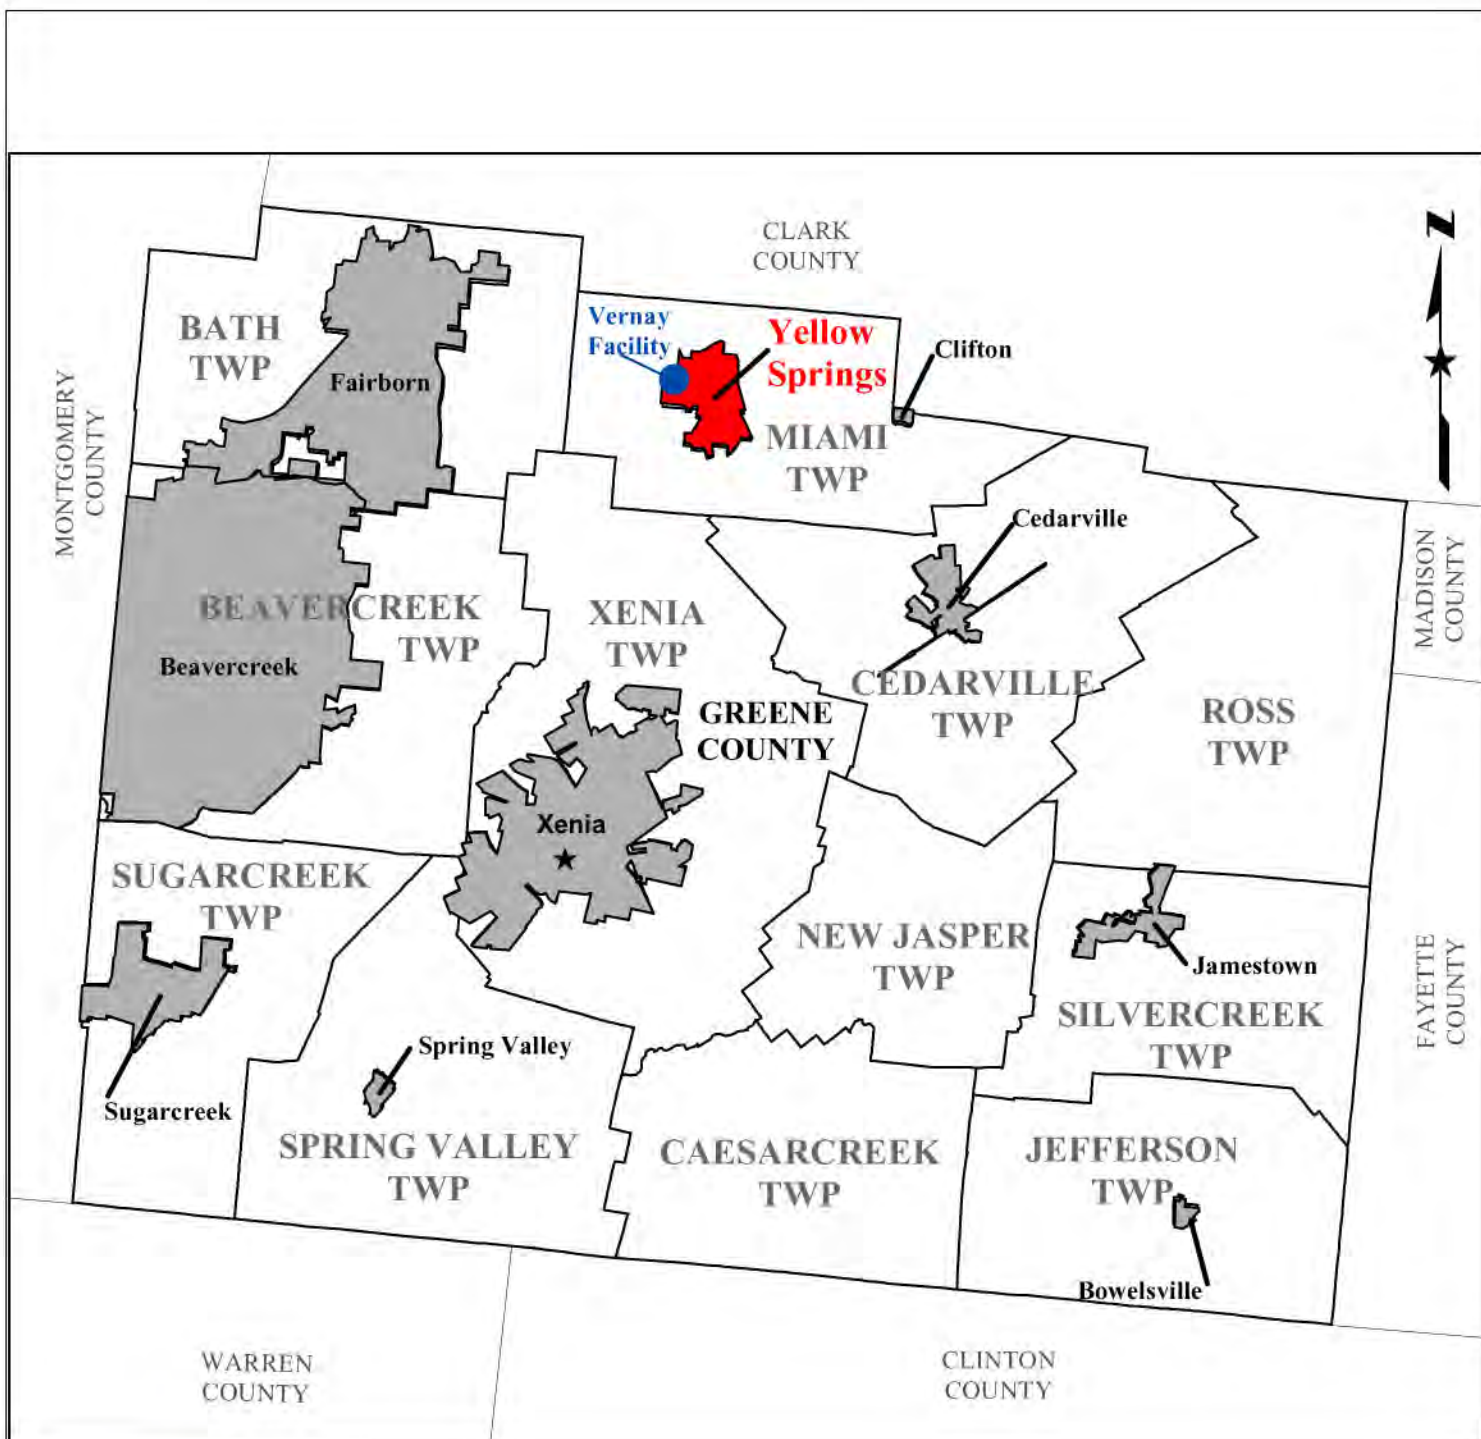 CLARK
COUNTY
N
BATH
TWP
Fairborn
Vernay
Facility
Yellow
Springs
Clifton
MIAMI
TWP
MONTGOMERY
COUNTY
Cedarville
MADISON
COUNTY
BEAVERCREEK
TWP
Beavercreek
XENIA
TWP
CEDARVILLE
TWP
ROSS
TWP
GREENE
COUNTY
Xenia
SUGARCREEK
TWP
NEW JASPER
TWP
Jamestown
SILVERCREEK
TWP
FAYETTE
COUNTY
Spring Valley
Sugarcreek
SPRING VALLEY
TWP
CAESARCREEK
TWP
JEFFERSON
TWP
Bowelsville
WARREN
COUNTY
CLINTON
COUNTY